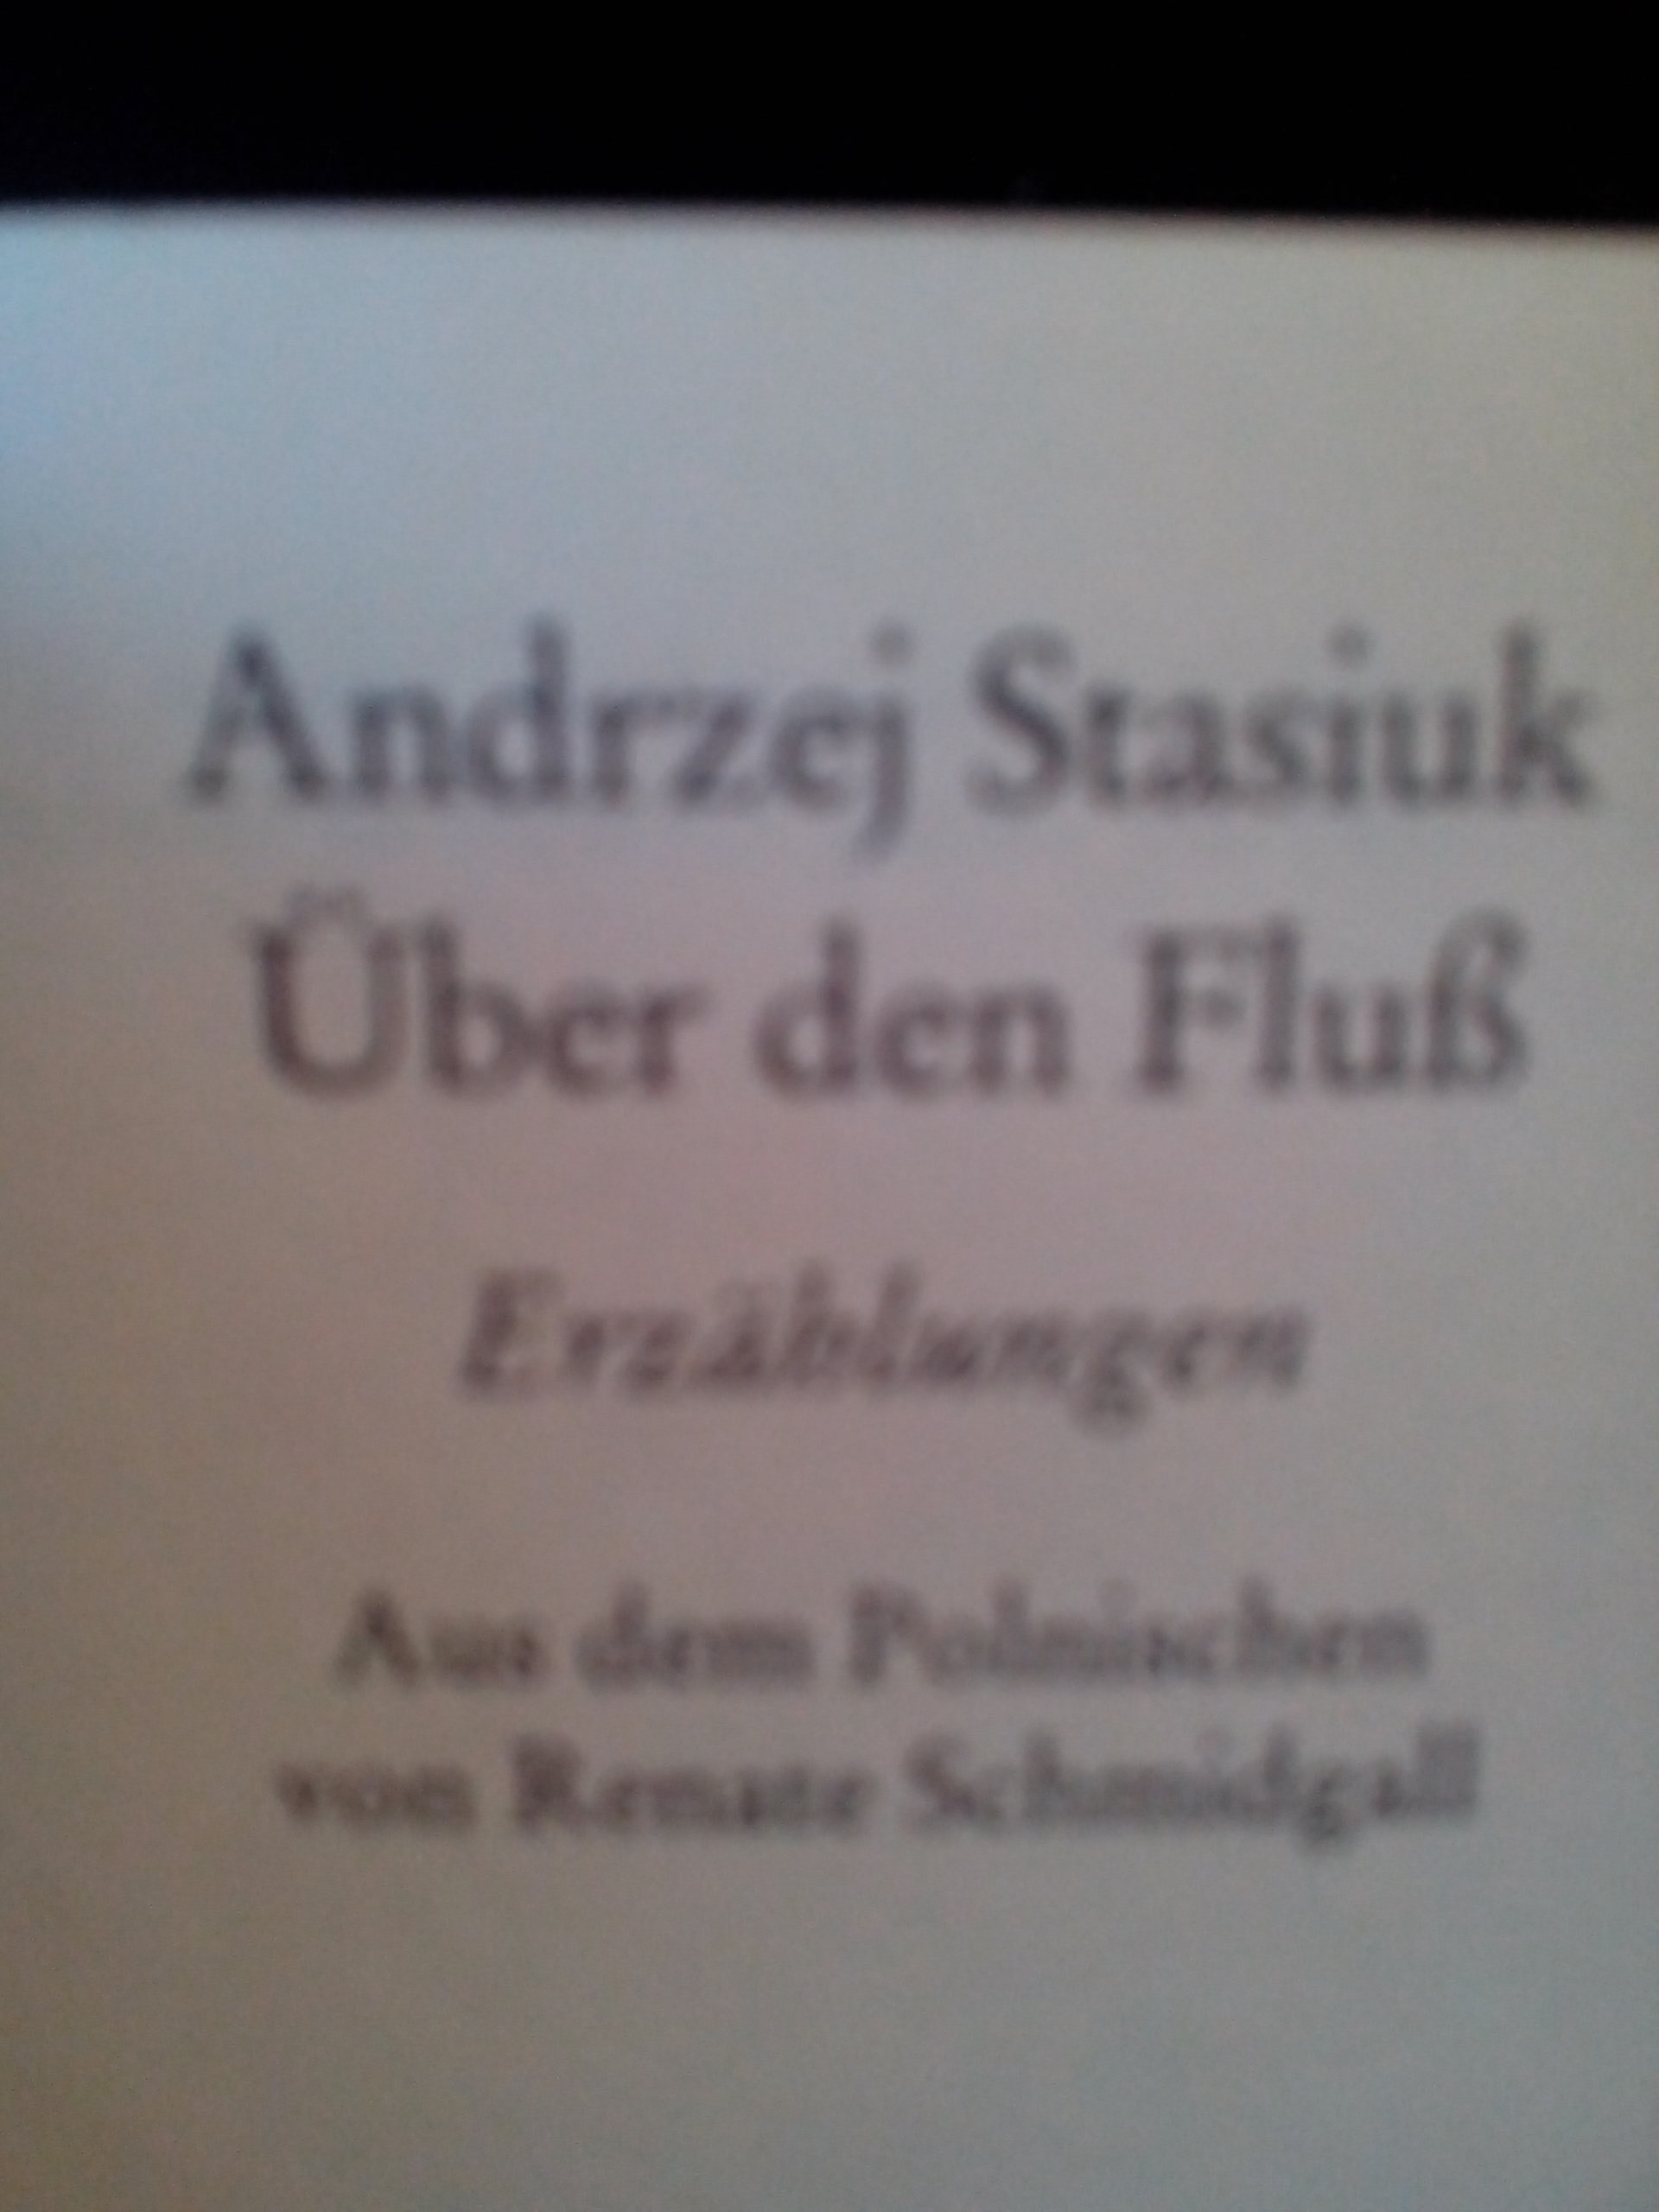 Andrzej Stasiuk
Über den Fluß
Erzählungen
Aus dem Polnischen
von Renate Schmidgall